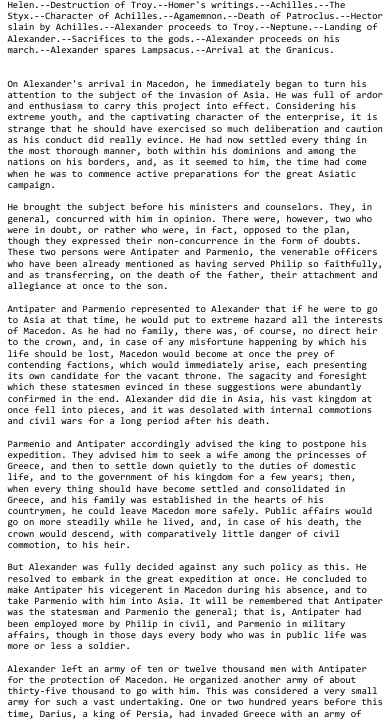 Helen.--Destruction of Troy.--Homer's writings.--Achilles.--The
Styx.--Character of Achilles.--Agamemnon.--Death of Patroclus.--Hector
slain by Achilles.--Alexander proceeds to Troy.--Neptune.--Landing of
Alexander.--Sacrifices to the gods.--Alexander proceeds on his
march.--Alexander spares Lampsacus.--Arrival at the Granicus.
On Alexander's arrival in Macedon, he immediately began to turn his
attention to the subject of the invasion of Asia. He was full of ardor
and enthusiasm to carry this project into effect. Considering his
extreme youth, and the captivating character of the enterprise, it is
strange that he should have exercised so much deliberation and caution
as his conduct did really evince. He had now settled every thing in
the most thorough manner, both within his dominions and among the
nations on his borders, and, as it seemed to him, the time had come
when he was to commence active preparations for the great Asiatic
campaign.
He brought the subject before his ministers and counselors. They, in
general, concurred with him in opinion. There were, however, two who
were in doubt, or rather who were, in fact, opposed to the plan,
though they expressed their non-concurrence in the form of doubts.
These two persons were Antipater and Parmenio, the venerable officers
who have been already mentioned as having served Philip so faithfully,
and as transferring, on the death of the father, their attachment and
allegiance at once to the son.
Antipater and Parmenio represented to Alexander that if he were to go
to Asia at that time, he would put to extreme hazard all the interests
of Macedon. As he had no family, there was, of course, no direct heir
to the crown, and, in case of any misfortune happening by which his
life should be lost, Macedon would become at once the prey of
contending factions, which would immediately arise, each presenting
its own candidate for the vacant throne. The sagacity and foresight
which these statesmen evinced in these suggestions were abundantly
confirmed in the end. Alexander did die in Asia, his vast kingdom at
once fell into pieces, and it was desolated with internal commotions
and civil wars for a long period after his death.
Parmenio and Antipater accordingly advised the king to postpone his
expedition. They advised him to seek a wife among the princesses of
Greece, and then to settle down quietly to the duties of domestic
life, and to the government of his kingdom for a few years; then,
when every thing should have become settled and consolidated in
Greece, and his family was established in the hearts of his
countrymen, he could leave Macedon more safely. Public affairs would
go on more steadily while he lived, and, in case of his death, the
crown would descend, with comparatively little danger of civil
commotion, to his heir.
But Alexander was fully decided against any such policy as this. He
resolved to embark in the great expedition at once. He concluded to
make Antipater his vicegerent in Macedon during his absence, and to
take Parmenio with him into Asia. It will be remembered that Antipater
was the statesman and Parmenio the general; that is, Antipater had
been employed more by Philip in civil, and Parmenio in military
affairs, though in those days every body who was in public life was
more or less a soldier.
Alexander left an army of ten or twelve thousand men with Antipater
for the protection of Macedon. He organized another army of about
thirty-five thousand to go with him. This was considered a very small
army for such a vast undertaking. One or two hundred years before this
time, Darius, a king of Persia, had invaded Greece with an army of